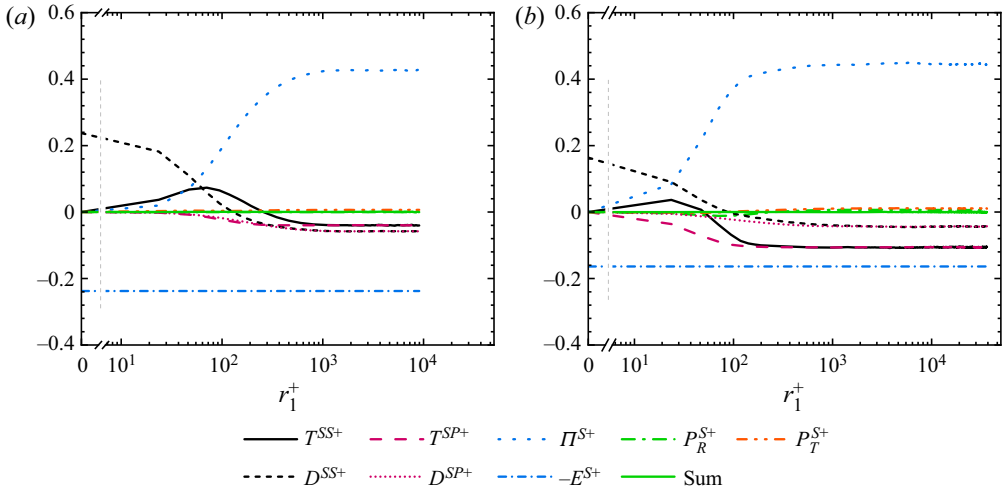 (a) (b)
0.6 0.6
0.4 0.4
0.2 0.2
0 0
–0.2 –0.2
–0.4 –0.4
0 10^1 10^2 10^3 10^4 0 10^1 10^2 10^3 10^4
r_1^+ r_1^+
T^{SS+} T^{SP+} Π^{S+} P_R^{S+} P_T^{S+}
D^{SS+} D^{SP+} –E^{S+} Sum